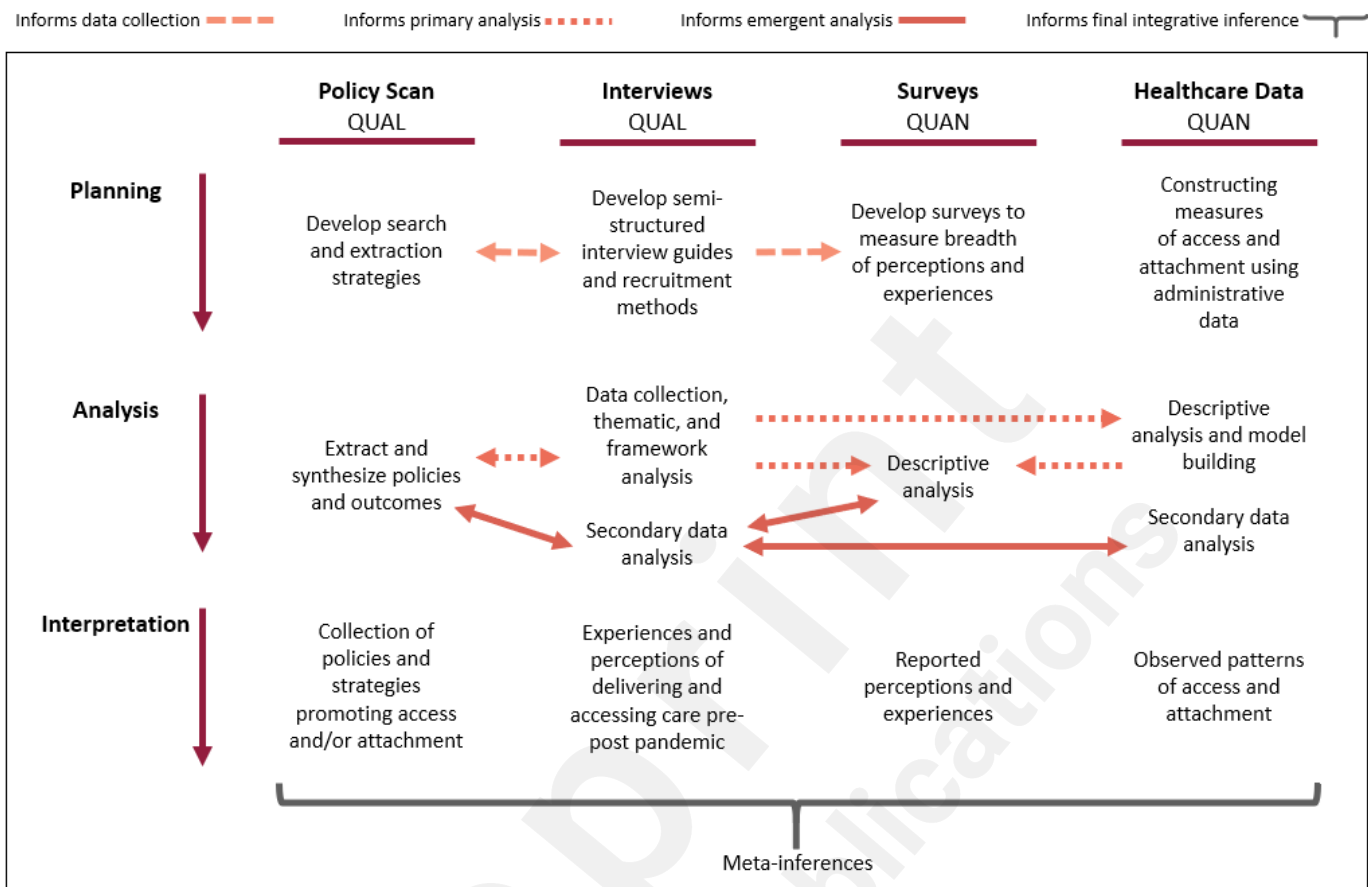 Informs data collection
Informs primary analysis
Informs emergent analysis
Informs final integrative inference
Policy Scan
QUAL
Interviews
QUAL
Surveys
QUAN
Healthcare Data
QUAN
Planning
Develop search
and extraction
strategies
Develop semi-
structured
interview guides
and recruitment
methods
Develop surveys to
measure breadth
of perceptions and
experiences
Constructing
measures
of access and
attachment using
administrative
data
Analysis
Extract and
synthesize policies
and outcomes
Data collection,
thematic, and
framework
analysis
Secondary data
analysis
Descriptive
analysis
Descriptive
analysis and model
building
Secondary data
analysis
Interpretation
Collection of
policies and
strategies
promoting access
and/or attachment
Experiences and
perceptions of
delivering and
accessing care pre-
post pandemic
Reported
perceptions and
experiences
Observed patterns
of access and
attachment
Meta-inferences
print
blications